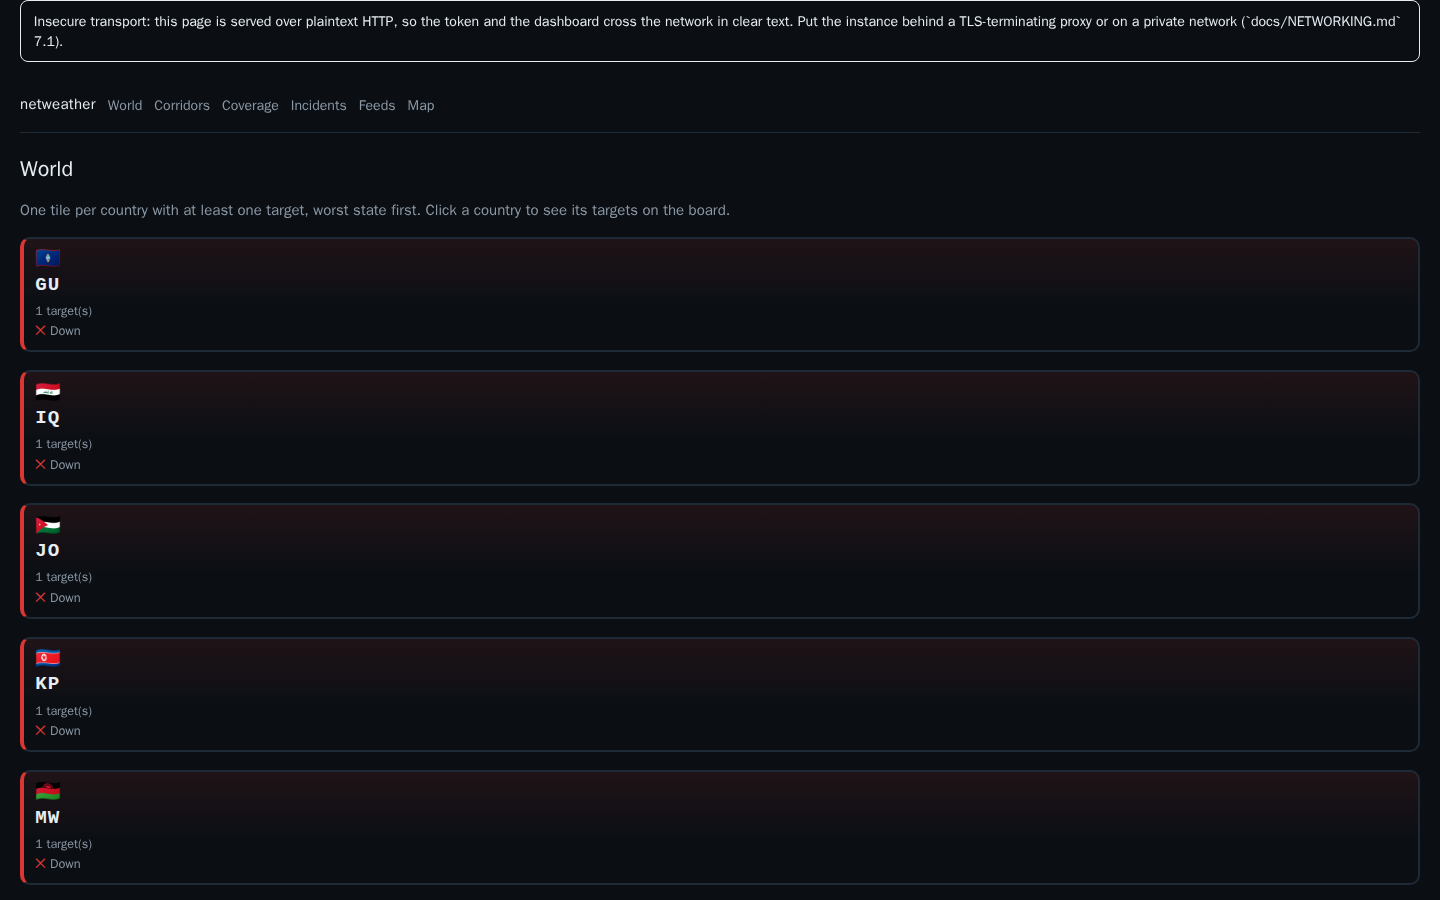 Insecure transport: this page is served over plaintext HTTP, so the token and the dashboard cross the network in clear text. Put the instance behind a TLS-terminating proxy or on a private network (`docs/NETWORKING.md`
7.1).
netweather World Corridors Coverage Incidents Feeds Map
World
One tile per country with at least one target, worst state first. Click a country to see its targets on the board.
GU
1 target(s)
Down
IQ
1 target(s)
Down
JO
1 target(s)
Down
KP
1 target(s)
Down
MW
1 target(s)
Down